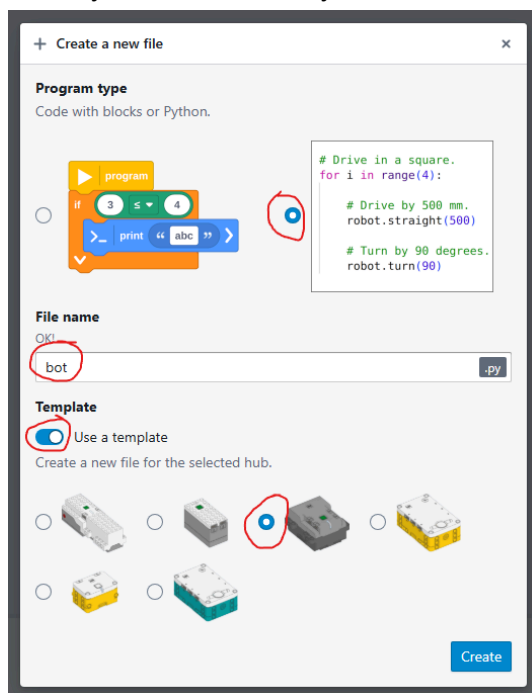 + Create a new file ×
Program type
Code with blocks or Python.
program
if 3 ≤ 4
print “ abc ”
# Drive in a square.
for i in range(4):
# Drive by 500 mm.
robot.straight(500)
# Turn by 90 degrees.
robot.turn(90)
File name
OK!
bot .py
Template
Use a template
Create a new file for the selected hub.
Create